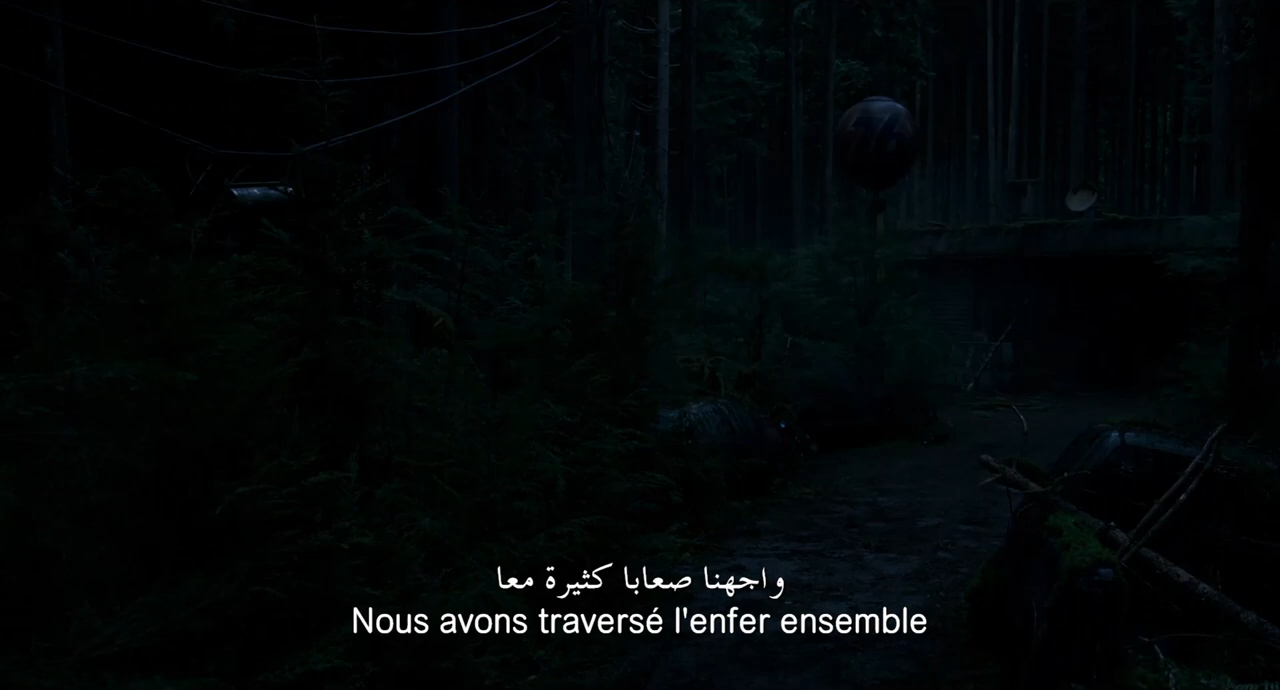 واجهنا صعابا كثيرة معا
Nous avons traversé l'enfer ensemble